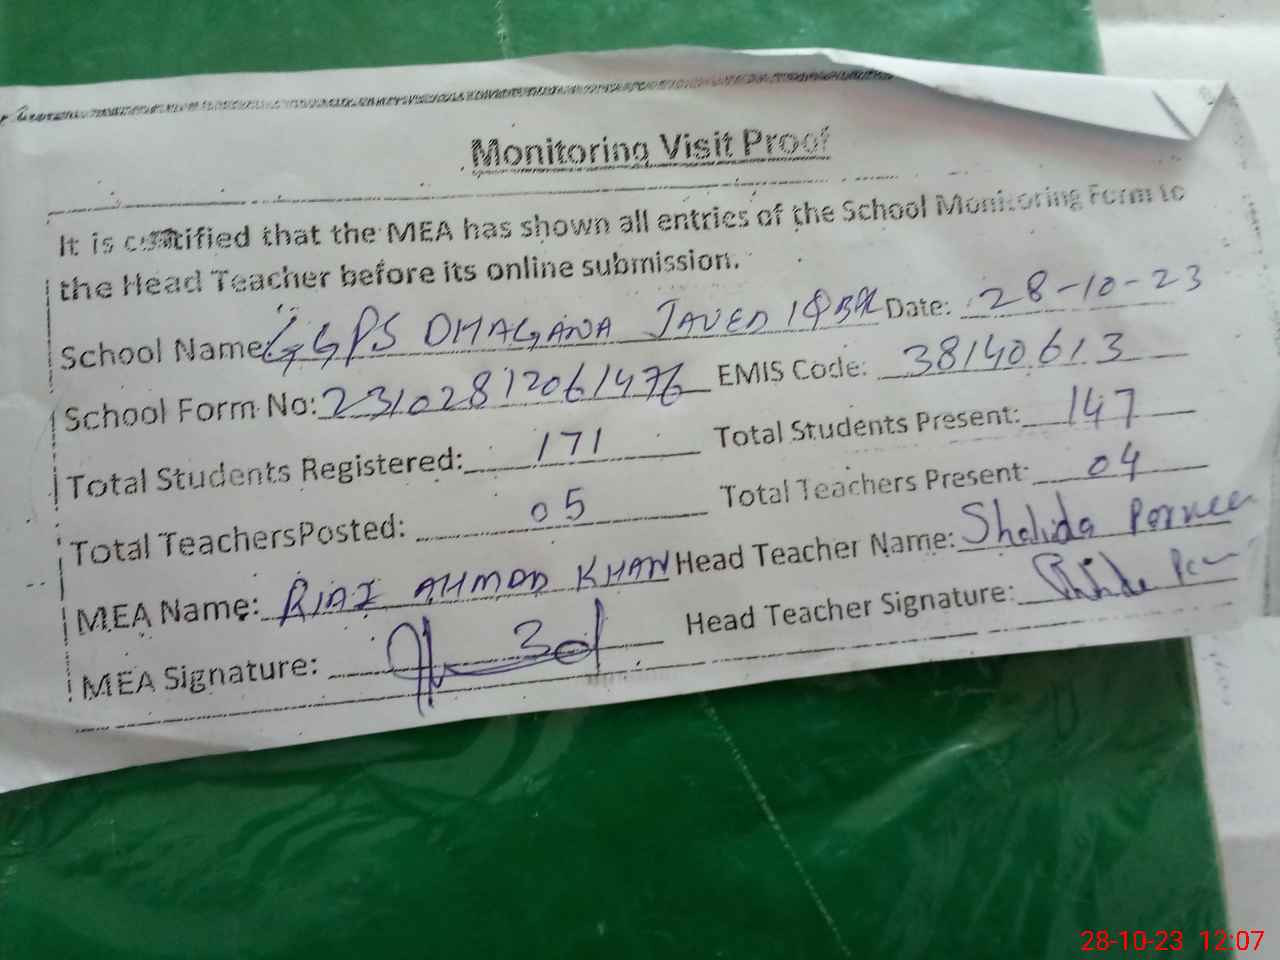 Monitoring Visit Proof
It is certified that the MEA has shown all entries of the School Monitoring Form to
the Head Teacher before its online submission.
School Name: GGPS DHAGANA JAVED IQBAL Date: 28-10-23
School Form No: 23102812061476 EMIS Code: 38140613
Total Students Registered: 171 Total Students Present: 147
Total TeachersPosted: 05 Total Teachers Present: 04
MEA Name: RIAZ AHMAD KHAN Head Teacher Name: Shahida Parveen
MEA Signature: Head Teacher Signature:
28-10-23 12:07